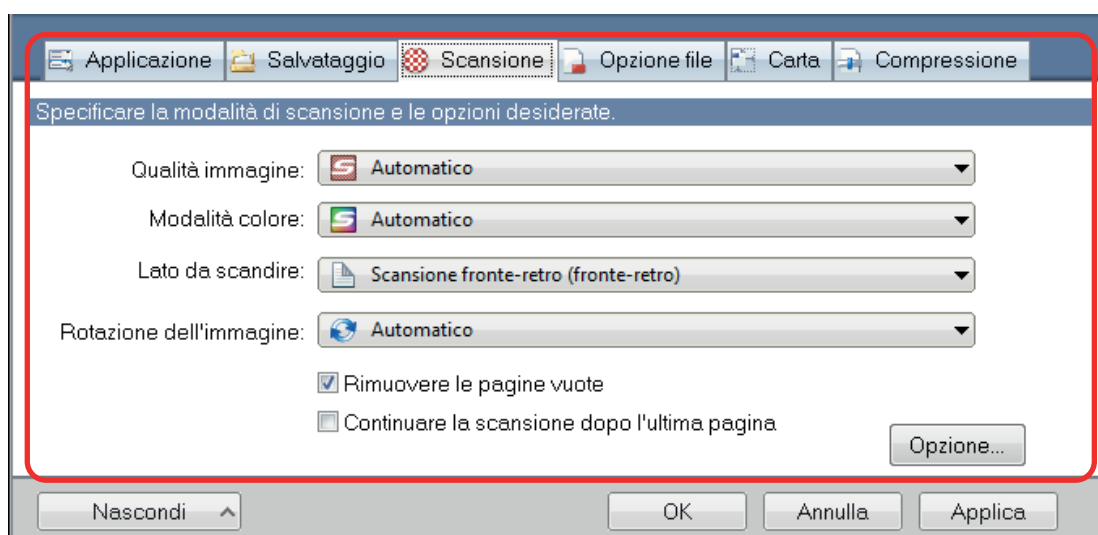 Applicazione Salvataggio Scansione Opzione file Carta Compressione
Specificare la modalità di scansione e le opzioni desiderate.
Qualità immagine: Automatico
Modalità colore: Automatico
Lato da scandire: Scansione fronte-retro (fronte-retro)
Rotazione dell'immagine: Automatico
Rimuovere le pagine vuote
Continuare la scansione dopo l'ultima pagina
Opzione...
Nascondi OK Annulla Applica